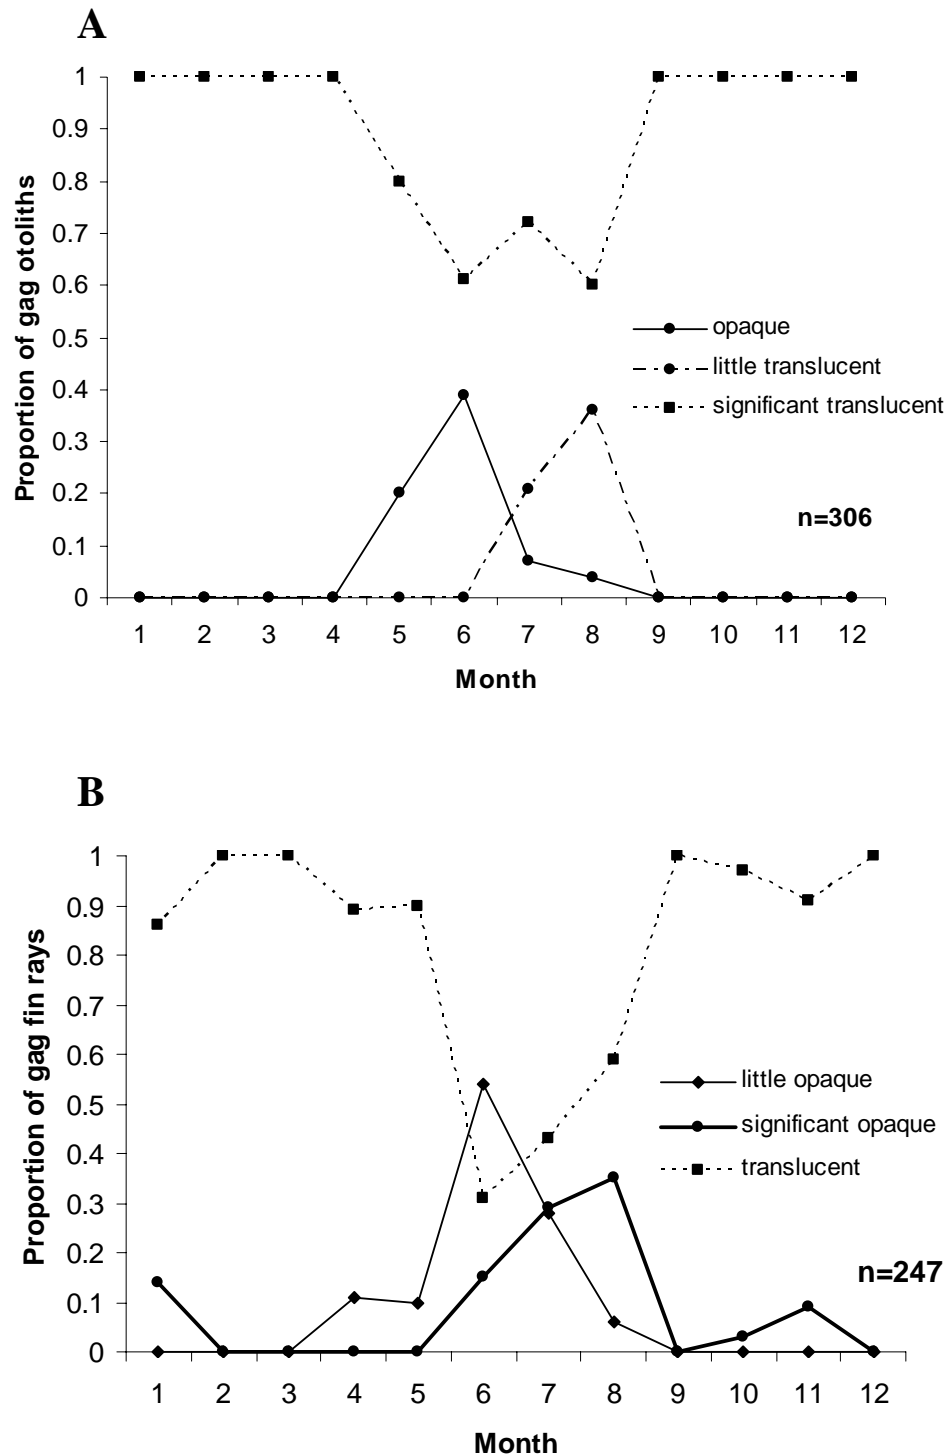 A
Proportion of gag otoliths
1
0.9
0.8
0.7
0.6
0.5
0.4
0.3
0.2
0.1
0
opaque
little translucent
significant translucent
n=306
1 2 3 4 5 6 7 8 9 10 11 12
Month
B
Proportion of gag fin rays
1
0.9
0.8
0.7
0.6
0.5
0.4
0.3
0.2
0.1
0
little opaque
significant opaque
translucent
n=247
1 2 3 4 5 6 7 8 9 10 11 12
Month